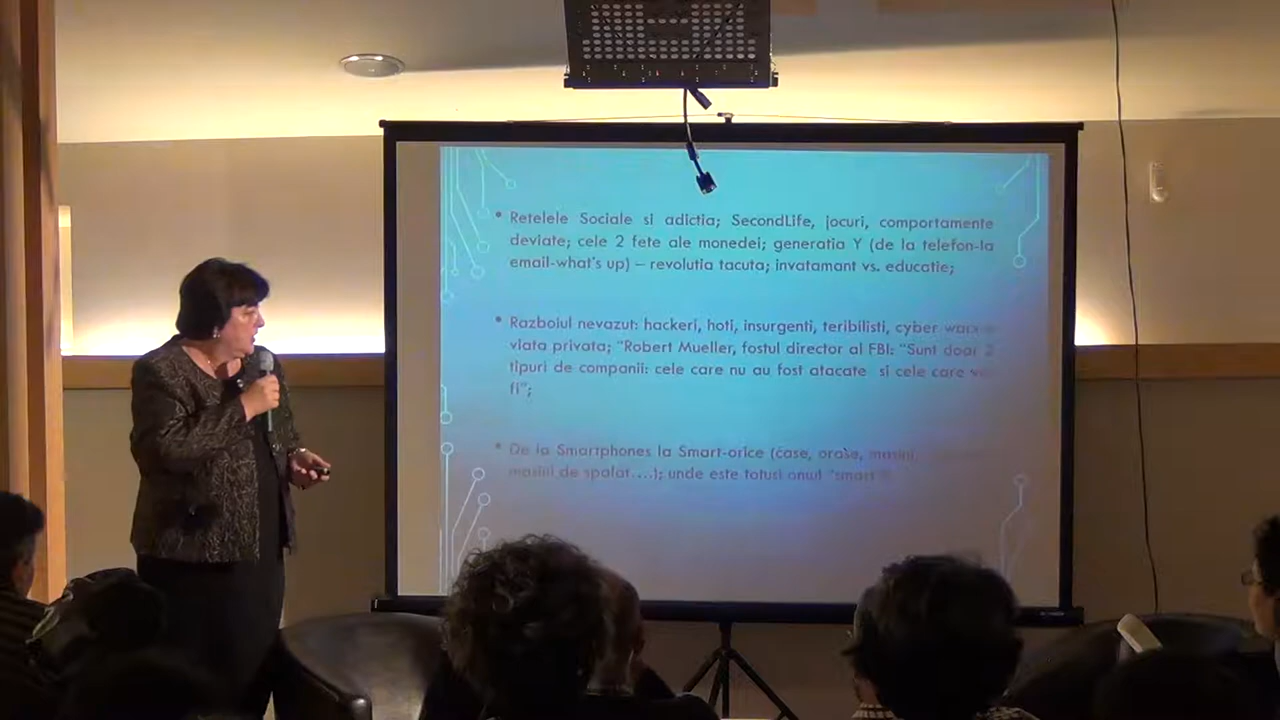 • Retelele Sociale si adictia; SecondLife, jocuri, comportamente
deviate; cele 2 fete ale monedei; generatia Y (de la telefon-la
email-what's up) – revolutia tacuta; invatamant vs. educatie;
• Razboiul nevazut: hackeri, hoti, insurgenti, teribilisti, cyber
viata privata; "Robert Mueller, fostul director al FBI: "Sunt doar 2
tipuri de companii: cele care nu au fost atacate si cele care vor
fi";
• De la Smartphones la Smart-orice (case, orase, masini,
masini de spalat....); unde este totusi omul "smart"?